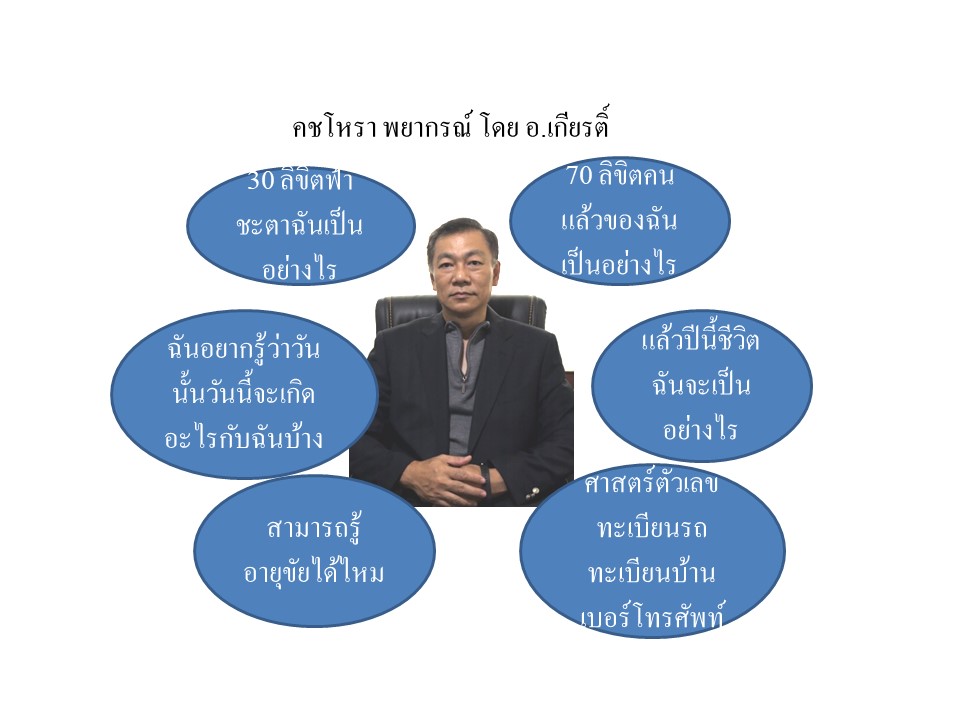 คชโหรา พยากรณ์ โดย อ.เกียรติ์
30 ลิขิตฟ้า
ชะตาฉันเป็น
อย่างไร
70 ลิขิตคน
แล้วของฉัน
เป็นอย่างไร
ฉันอยากรู้ว่าวัน
นั้นวันนี้จะเกิด
อะไรกับฉันบ้าง
แล้วปีนี้ชีวิต
ฉันจะเป็น
อย่างไร
สามารถรู้
อายุขัยได้ไหม
ศาสตร์ตัวเลข
ทะเบียนรถ
ทะเบียนบ้าน
เบอร์โทรศัพท์